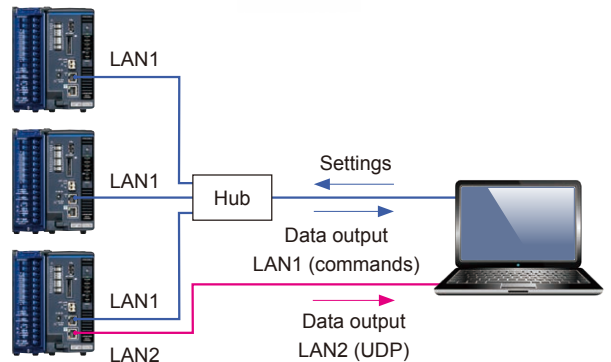 LAN1
LAN1
Settings
Hub
Data output
LAN1 (commands)
LAN1
Data output
LAN2
LAN2 (UDP)